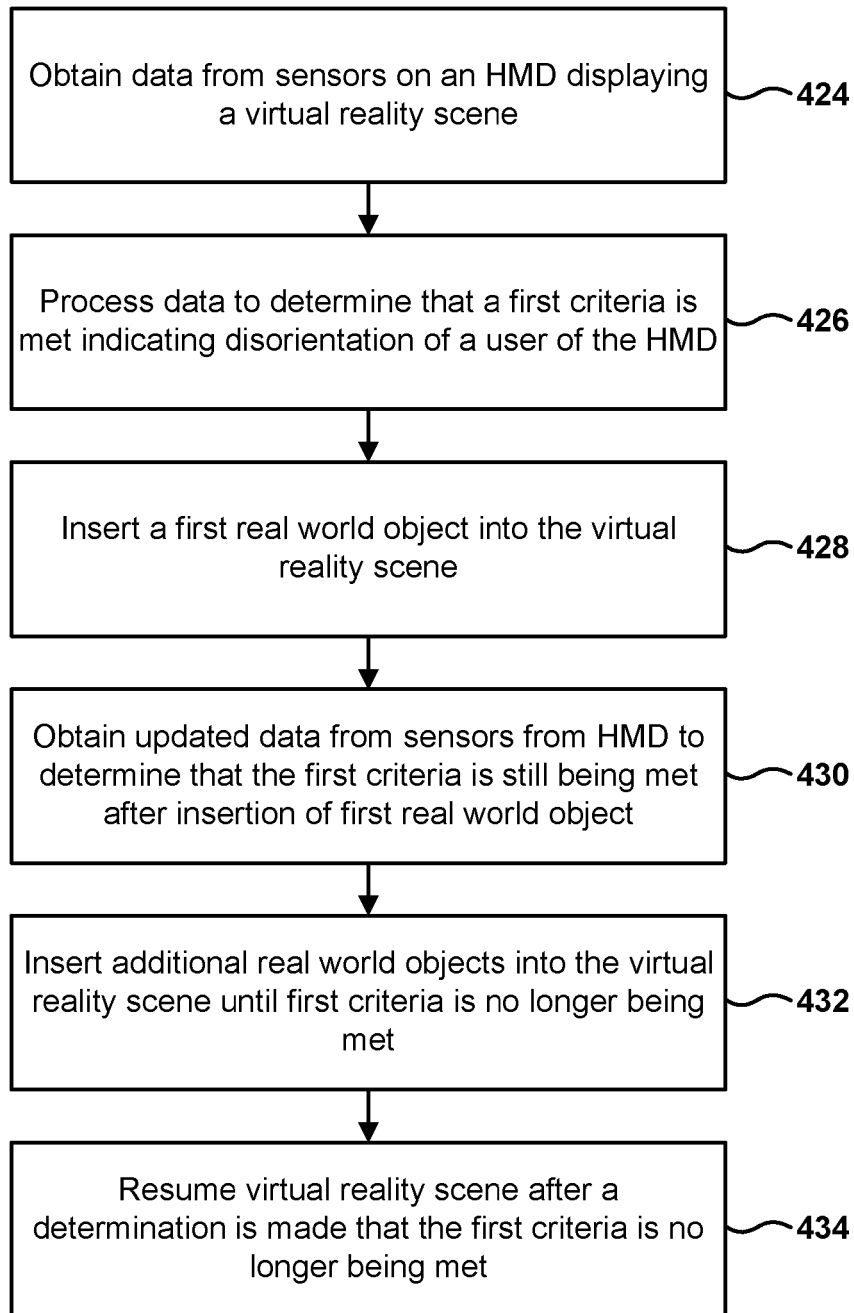 Obtain data from sensors on an HMD displaying
a virtual reality scene
424
Process data to determine that a first criteria is
met indicating disorientation of a user of the HMD
426
Insert a first real world object into the virtual
reality scene
428
Obtain updated data from sensors from HMD to
determine that the first criteria is still being met
after insertion of first real world object
430
Insert additional real world objects into the virtual
reality scene until first criteria is no longer being
met
432
Resume virtual reality scene after a
determination is made that the first criteria is no
longer being met
434